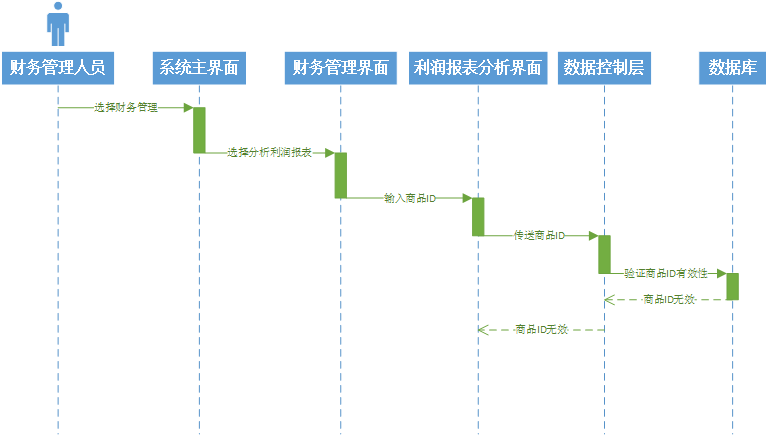 财务管理人员
系统主界面
财务管理界面
利润报表分析界面
数据控制层
数据库
选择财务管理
选择分析利润报表
输入商品ID
传送商品ID
验证商品ID有效性
商品ID无效
商品ID无效